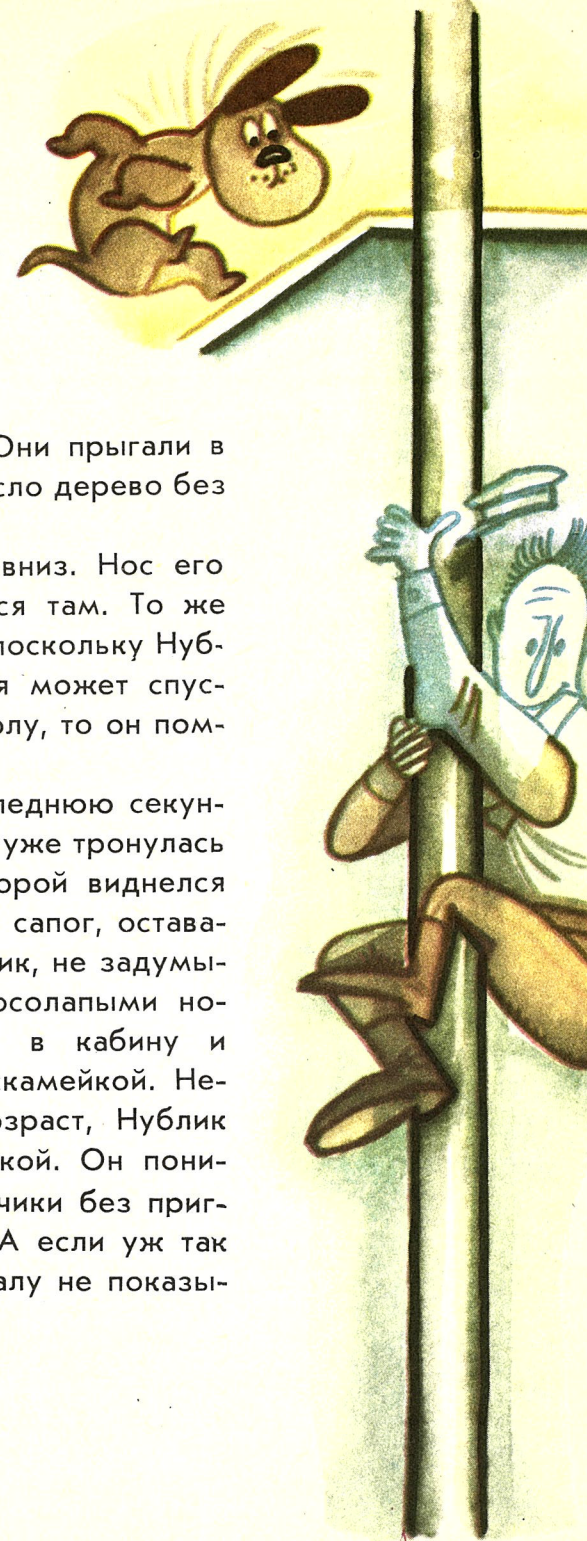 Они прыгали в
сло дерево без
вниз. Нос его
ся там. То же
поскольку Нуб-
я может спус-
олу, то он пом-
леднюю секун-
уже тронулась
орой виднелся
сапог, остава-
ик, не задумы-
осолапыми но-
в кабину и
скамейкой. Не-
озраст, Нублик
кой. Он пони-
чики без приг-
А если уж так
алу не показы-